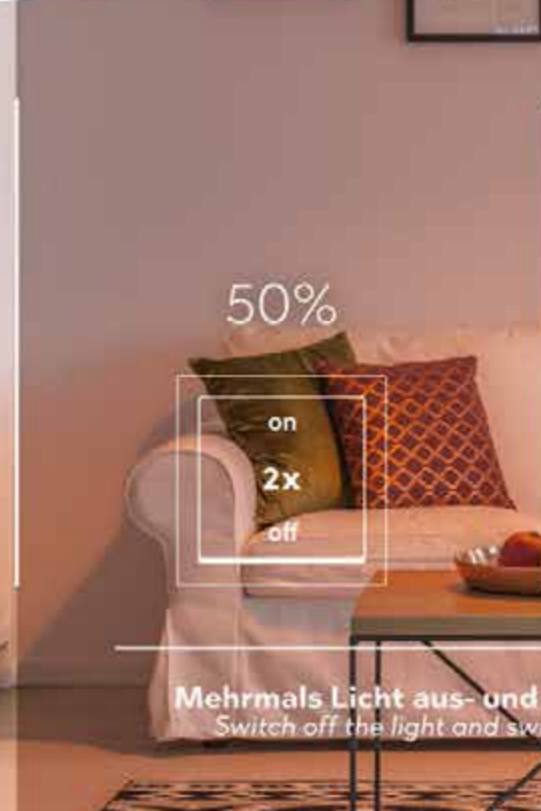 50%
on
2x
off
Mehrmals Licht aus- und
Switch off the light and